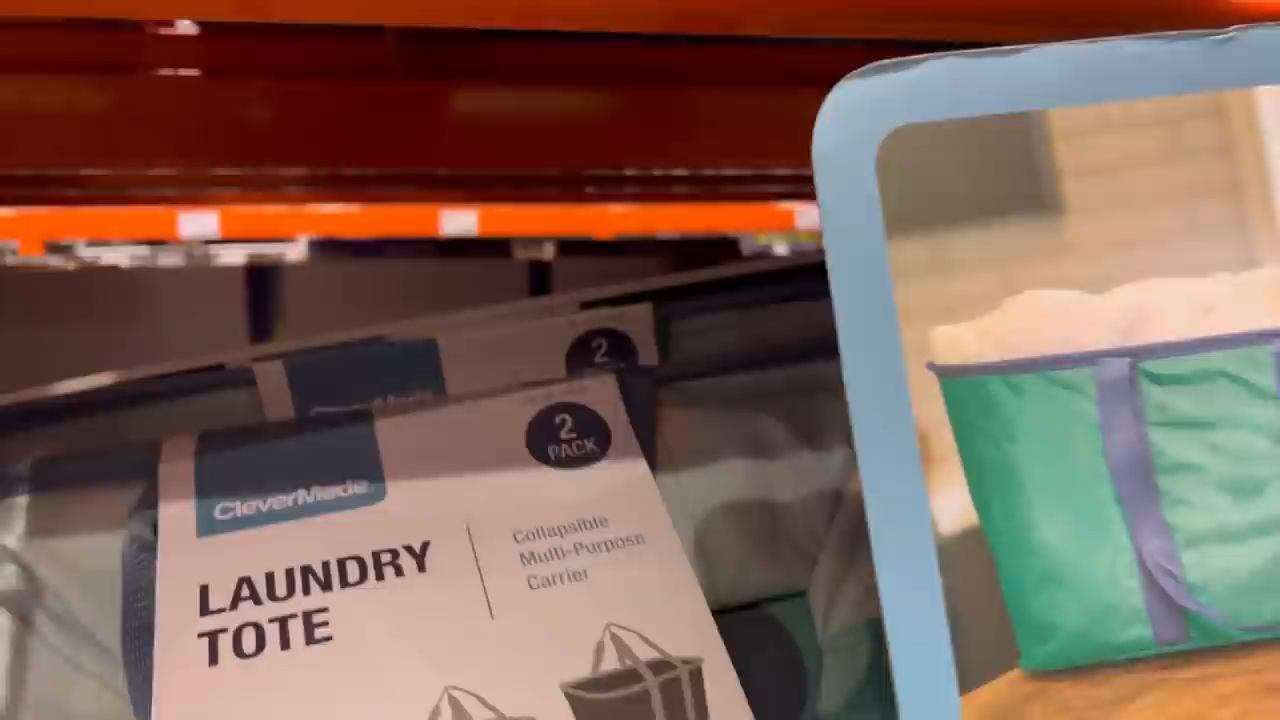 2
2
PACK
CleverMade
LAUNDRY
TOTE
Collapsible
Multi-Purpose
Carrier